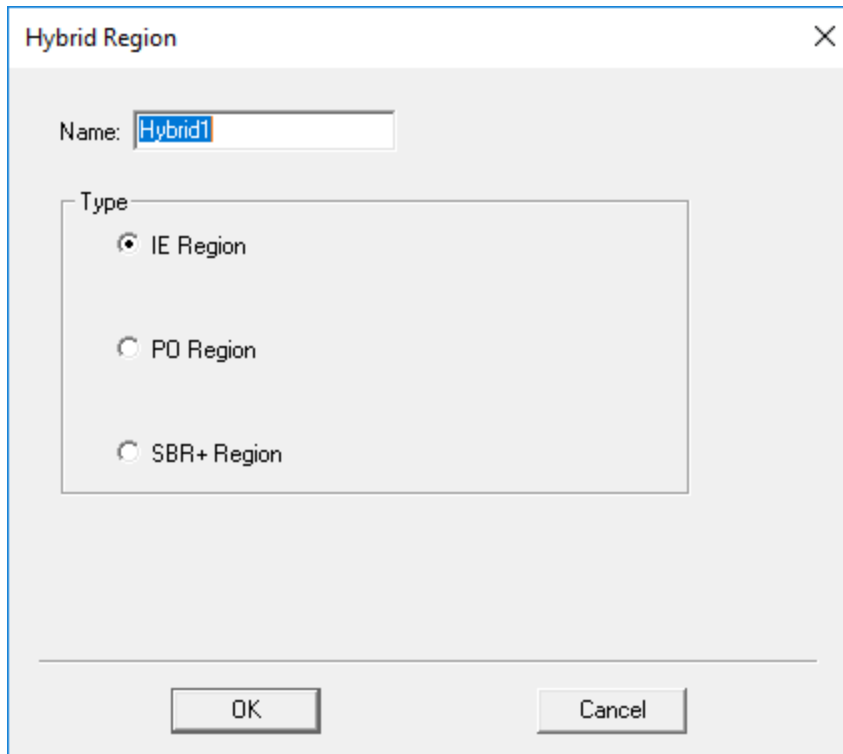 Hybrid Region
Name: Hybrid1
Type
IE Region
PO Region
SBR+ Region
OK Cancel